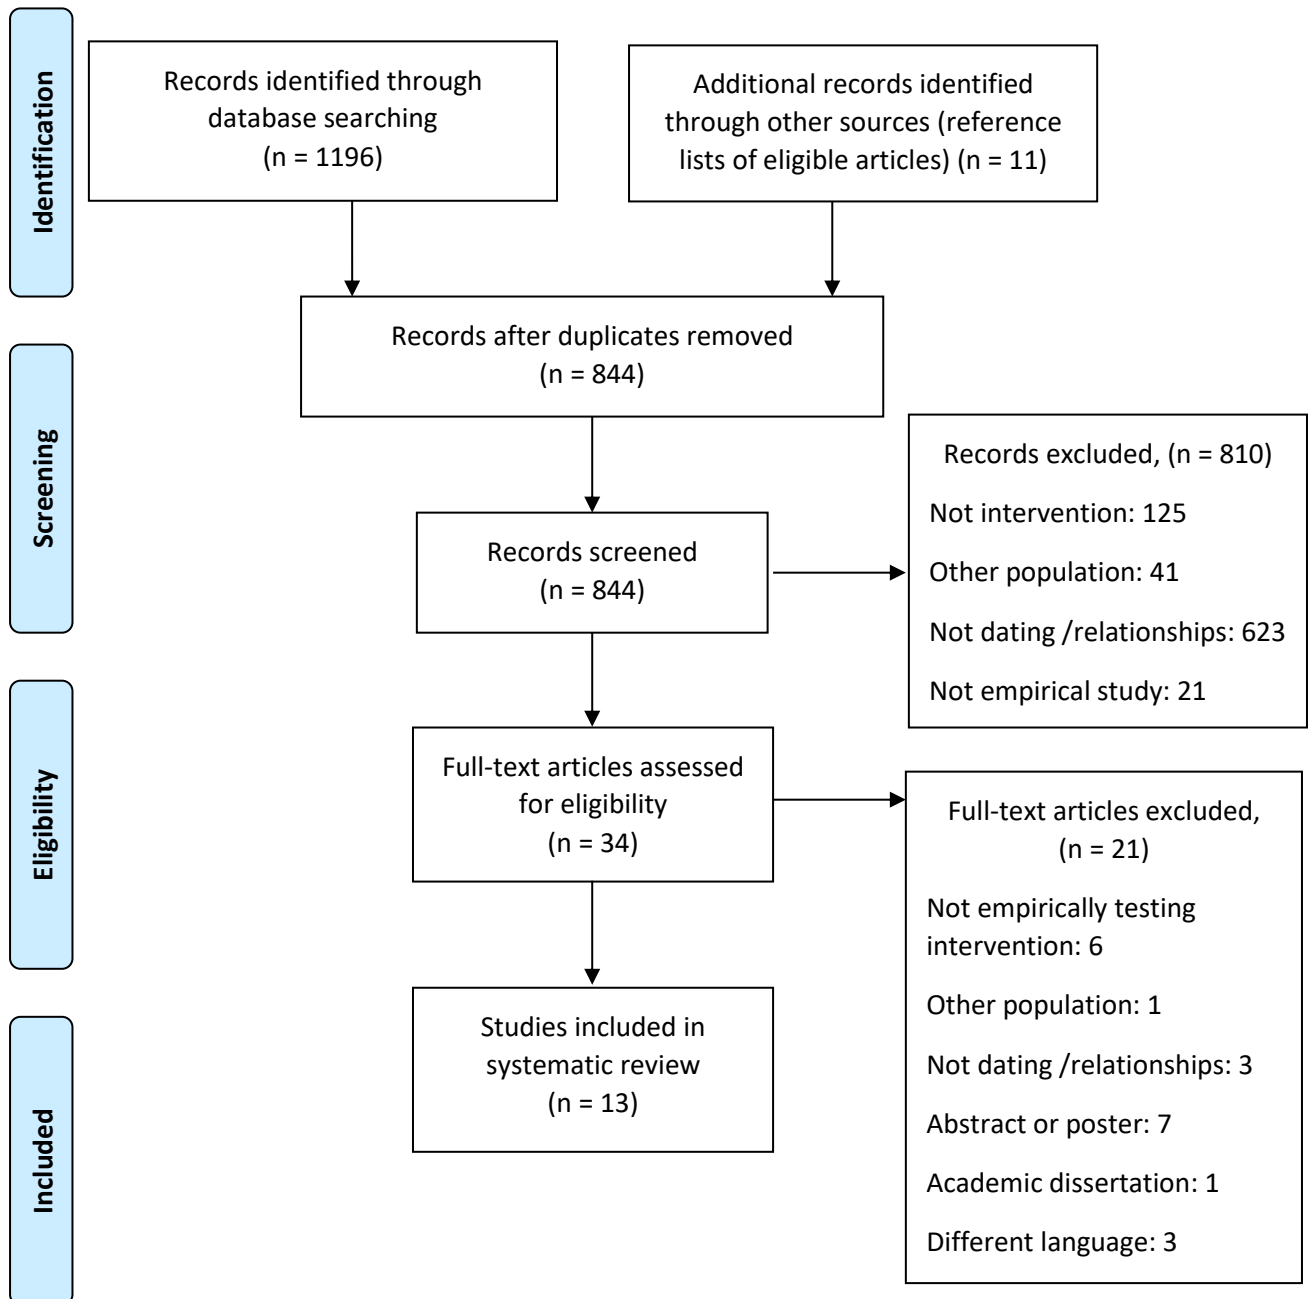 Identification
Records identified through
database searching
(n = 1196)
Additional records identified
through other sources (reference
lists of eligible articles) (n = 11)
Records after duplicates removed
(n = 844)
Screening
Records screened
(n = 844)
Records excluded, (n = 810)
Not intervention: 125
Other population: 41
Not dating /relationships: 623
Not empirical study: 21
Eligibility
Full-text articles assessed
for eligibility
(n = 34)
Full-text articles excluded,
(n = 21)
Not empirically testing
intervention: 6
Other population: 1
Not dating /relationships: 3
Abstract or poster: 7
Academic dissertation: 1
Different language: 3
Included
Studies included in
systematic review
(n = 13)